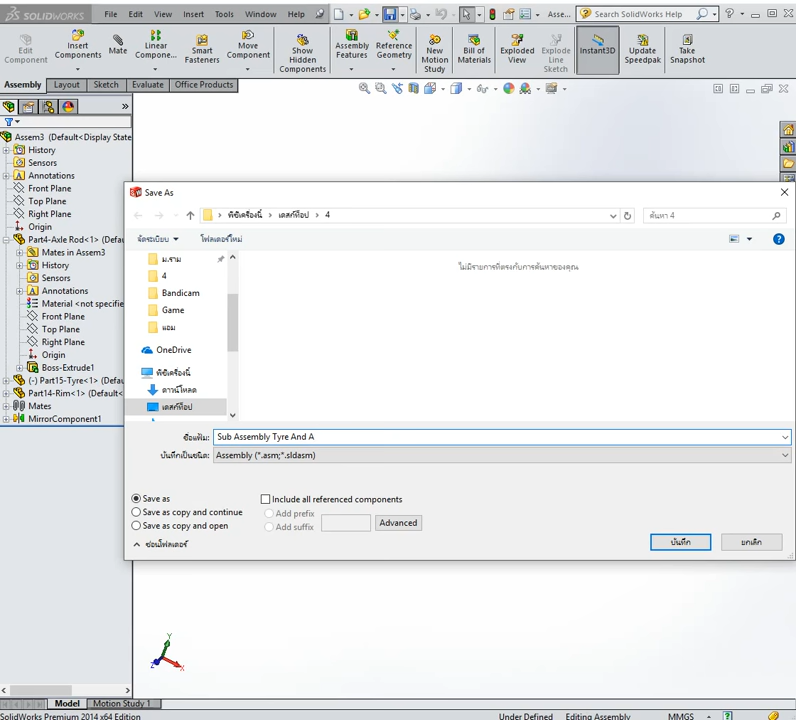 SOLIDWORKS File Edit View Insert Tools Window Help Asse... Search SolidWorks Help
Edit Component
Insert Components
Mate
Linear Compone...
Smart Fasteners
Move Component
Show Hidden Components
Assembly Features
Reference Geometry
New Motion Study
Bill of Materials
Exploded View
Explode Line Sketch
Instant3D
Update Speedpak
Take Snapshot
Assembly Layout Sketch Evaluate Office Products
Assem3 (Default<Display State
History
Sensors
Annotations
Front Plane
Top Plane
Right Plane
Origin
Part4-Axle Rod<1> (Defau
Mates in Assem3
History
Sensors
Annotations
Material <not specifie
Front Plane
Top Plane
Right Plane
Origin
Boss-Extrude1
(-) Part15-Tyre<1> (Defau
Part14-Rim<1> (Default<
Mates
MirrorComponent1
Save As
พีซีเครื่องนี้ › เดสก์ท็อป › 4
ค้นหา 4
จัดระเบียบ โฟลเดอร์ใหม่
ม.ราม
4
Bandicam
Game
แอม
OneDrive
พีซีเครื่องนี้
ดาวน์โหลด
เดสก์ท็อป
ไม่มีรายการที่ตรงกับการค้นหาของคุณ
ชื่อแฟ้ม: Sub Assembly Tyre And A
บันทึกเป็นชนิด: Assembly (*.asm;*.sldasm)
Save as
Save as copy and continue
Save as copy and open
Include all referenced components
Add prefix
Add suffix
Advanced
ซ่อนโฟลเดอร์
บันทึก ยกเลิก
Y
Z
X
Model Motion Study 1
SolidWorks Premium 2014 x64 Edition Under Defined Editing Assembly MMGS